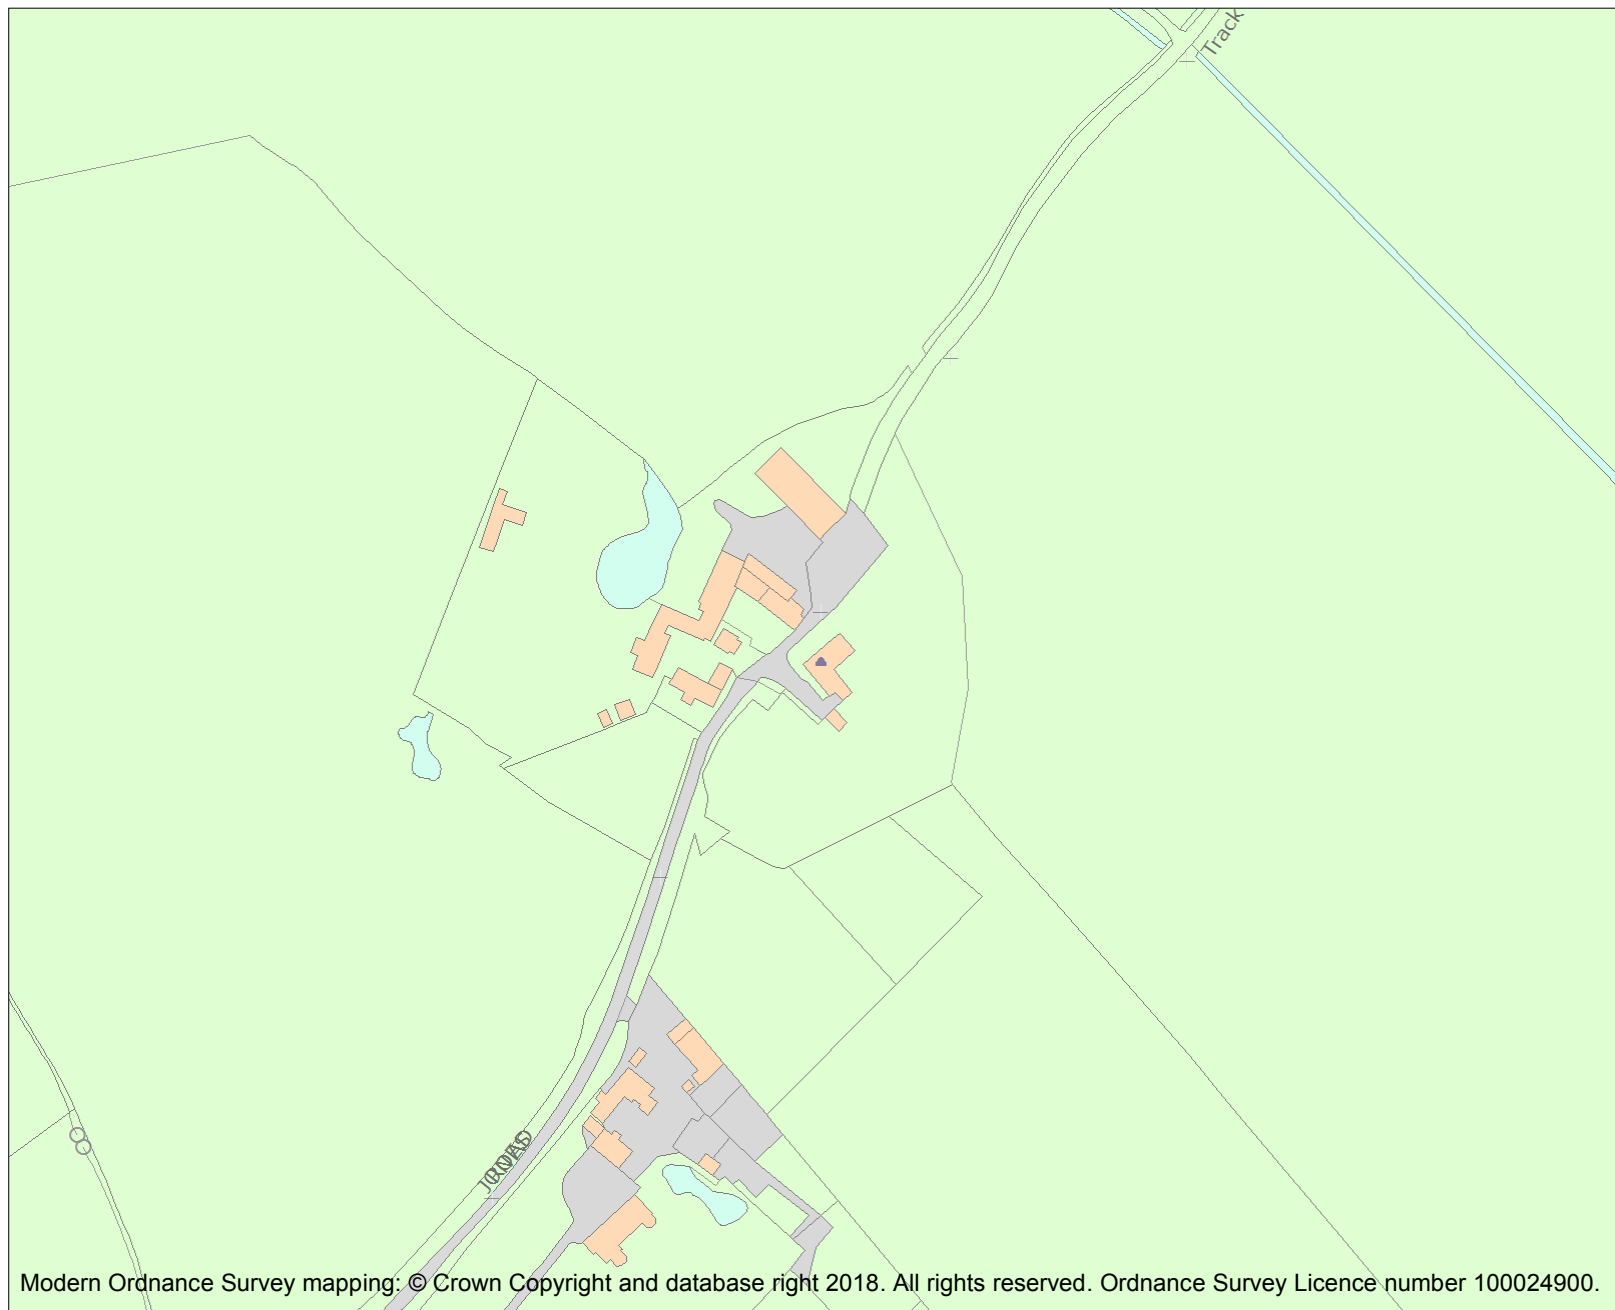 Track
Modern Ordnance Survey mapping: © Crown Copyright and database right 2018. All rights reserved. Ordnance Survey Licence number 100024900.